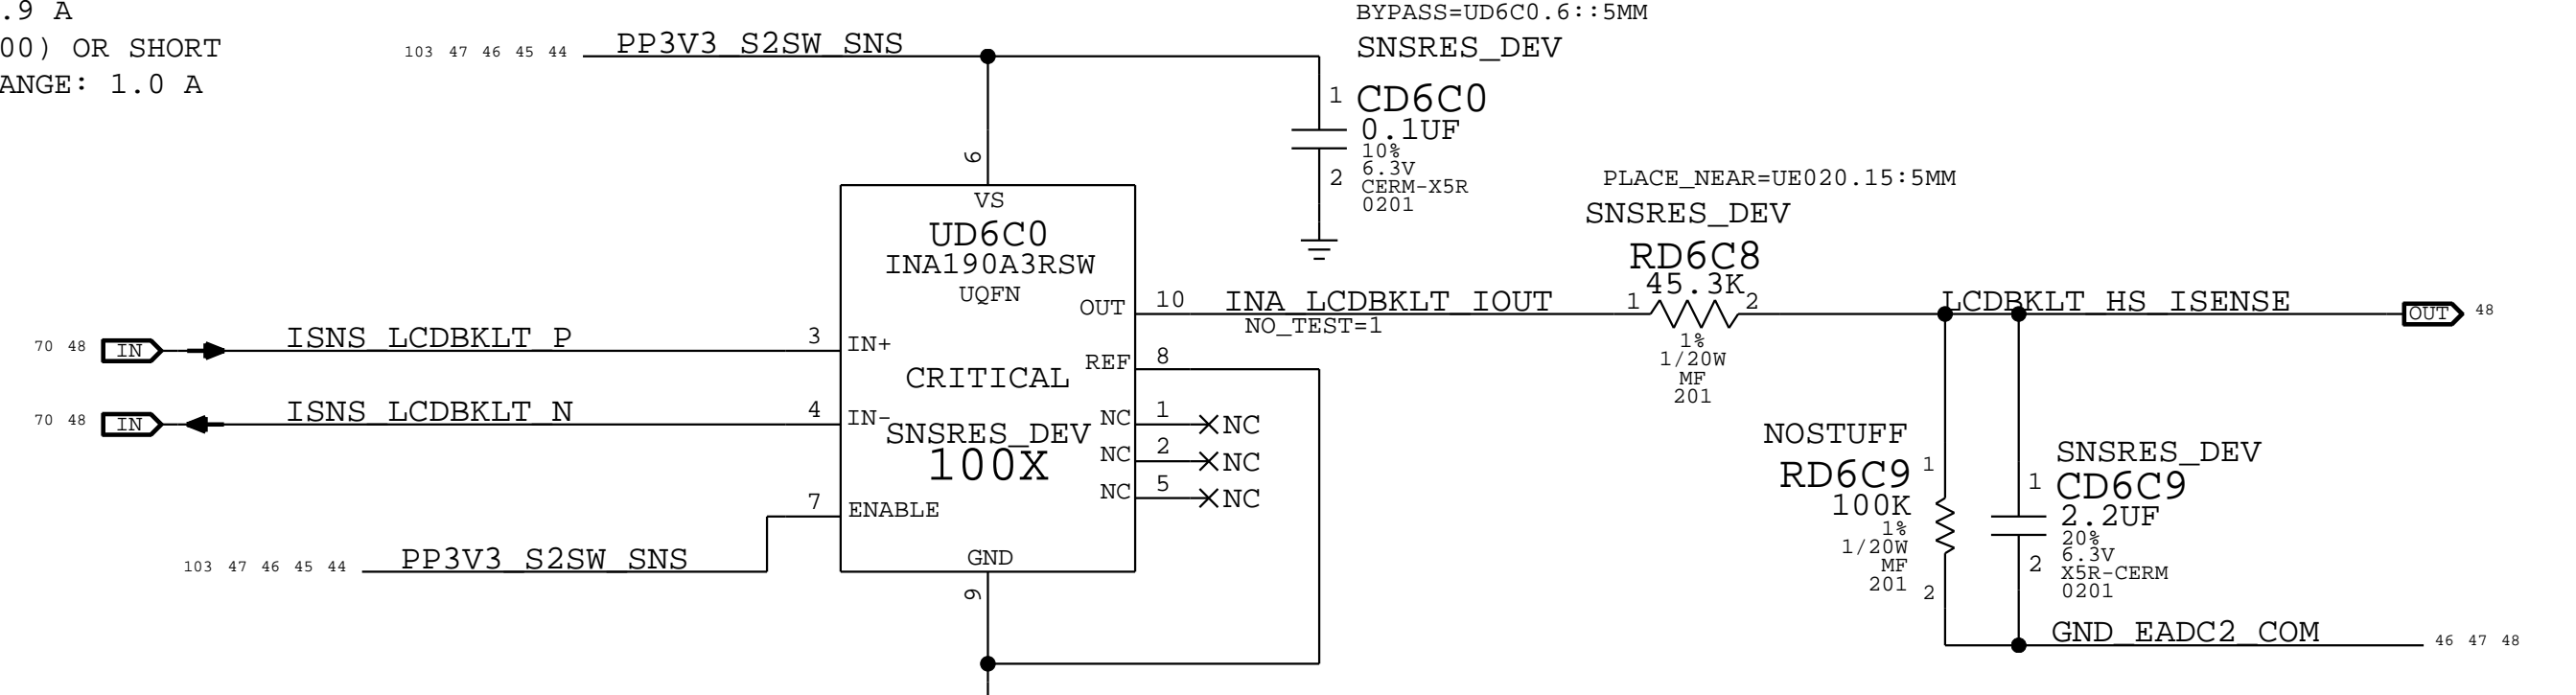 .9 A
00) OR SHORT
ANGE: 1.0 A
103 47 46 45 44 PP3V3_S2SW_SNS
BYPASS=UD6C0.6::5MM
SNSRES_DEV
1 CD6C0
0.1UF
10%
6.3V
2 CERM-X5R
0201
6
VS
UD6C0
INA190A3RSW
UQFN
CRITICAL
SNSRES_DEV
100X
70 48 IN ISNS_LCDBKLT_P 3 IN+
70 48 IN ISNS_LCDBKLT_N 4 IN-
7 ENABLE
103 47 46 45 44 PP3V3_S2SW_SNS
GND
9
OUT 10 INA_LCDBKLT_IOUT
NO_TEST=1
REF 8
NC 1 NC
NC 2 NC
NC 5 NC
PLACE_NEAR=UE020.15:5MM
SNSRES_DEV
RD6C8
45.3K
1 2
1%
1/20W
MF
201
LCDBKLT_HS_ISENSE OUT 48
NOSTUFF
RD6C9 1
100K
1%
1/20W
MF
201
2
SNSRES_DEV
1 CD6C9
2.2UF
20%
6.3V
2 X5R-CERM
0201
GND_EADC2_COM 46 47 48